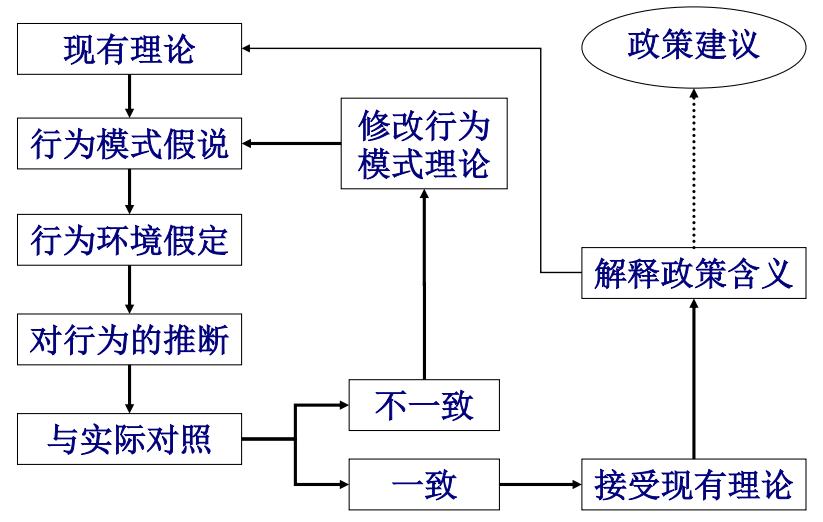 现有理论
政策建议
行为模式假说
修改行为
模式理论
行为环境假定
解释政策含义
对行为的推断
不一致
与实际对照
一致
接受现有理论